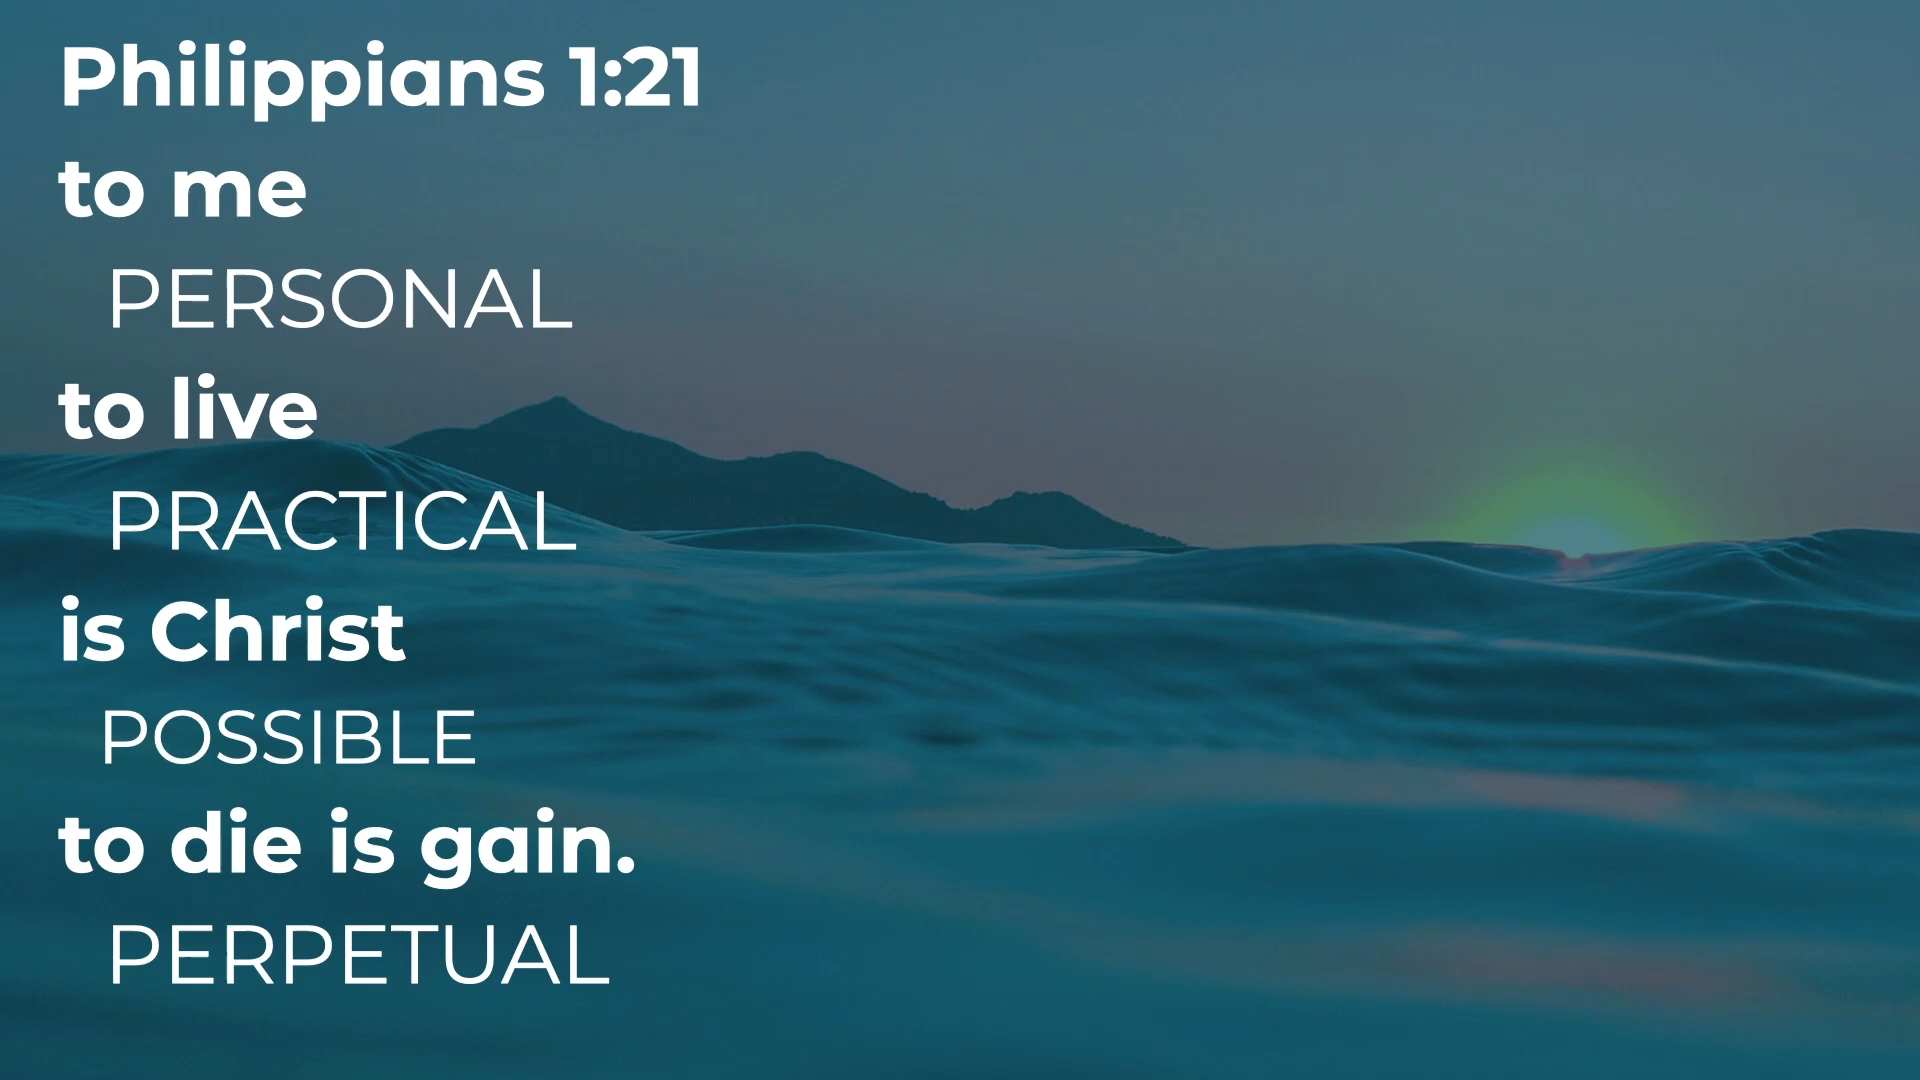 Philippians 1:21
to me
PERSONAL
to live
PRACTICAL
is Christ
POSSIBLE
to die is gain.
PERPETUAL